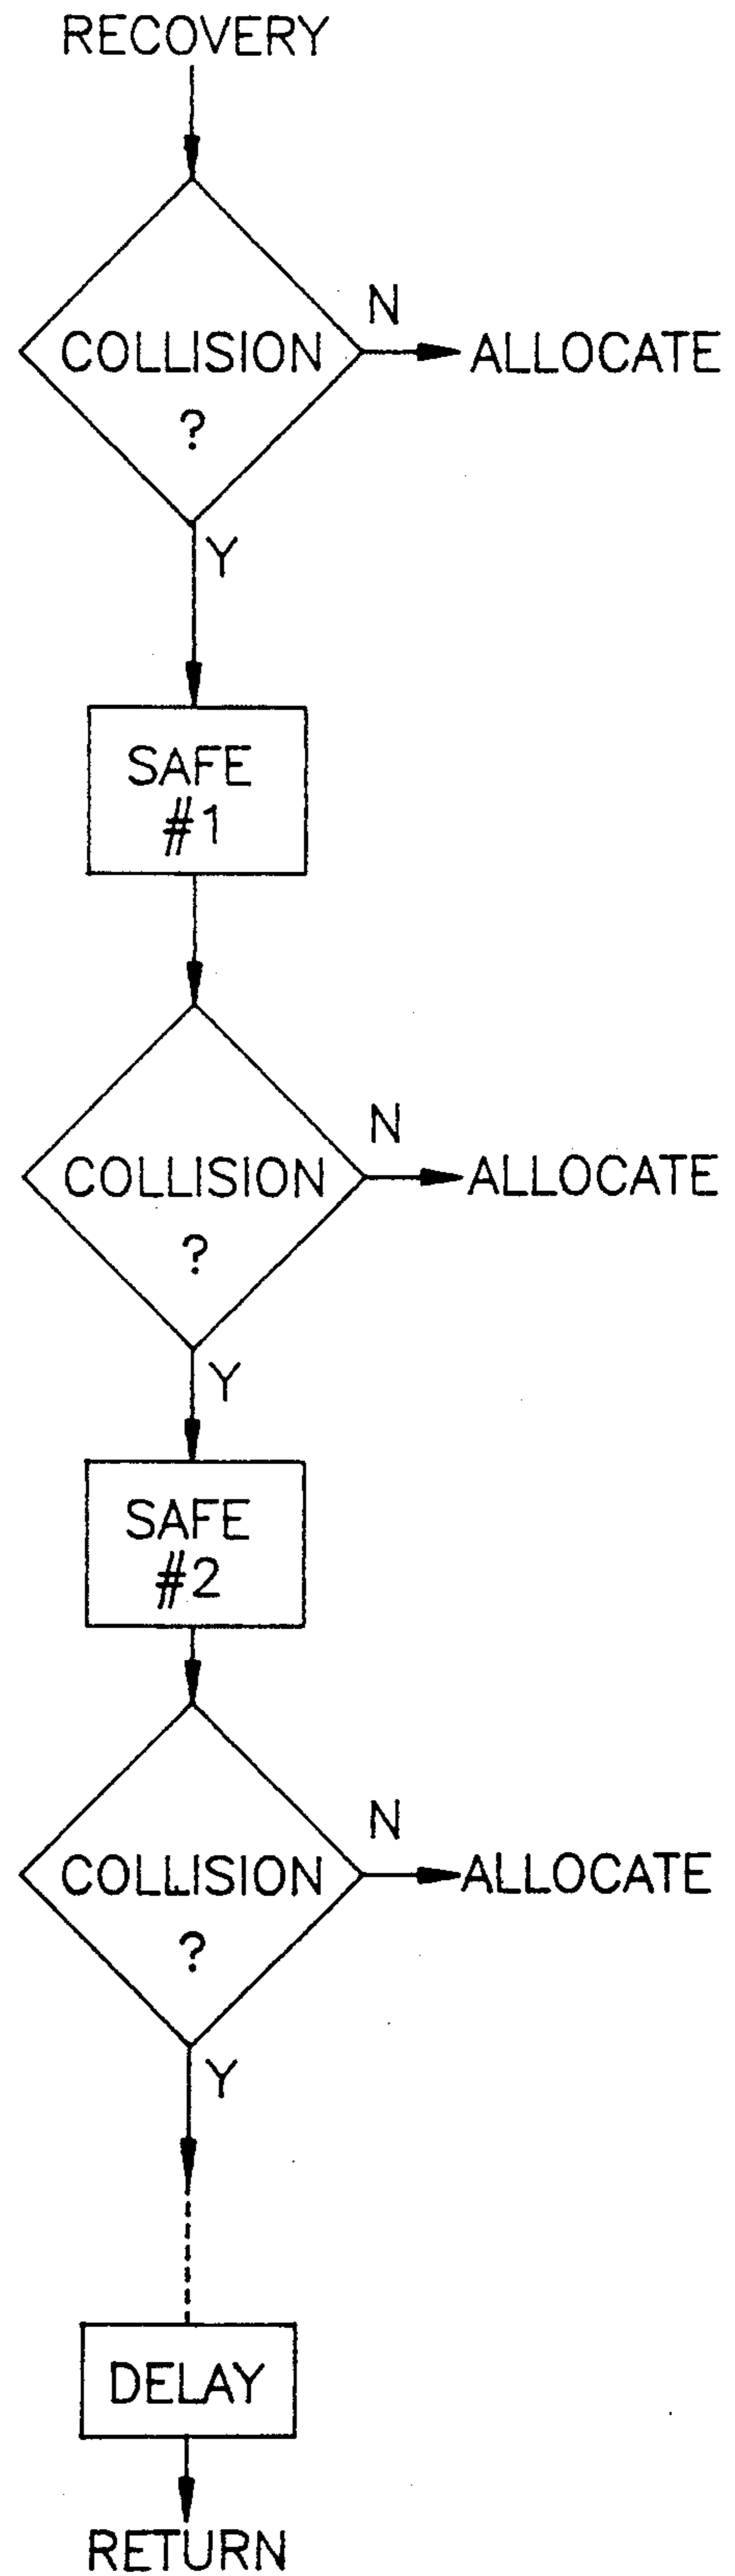 RECOVERY
N
COLLISION
?
ALLOCATE
Y
SAFE
#1
N
COLLISION
?
ALLOCATE
Y
SAFE
#2
N
COLLISION
?
ALLOCATE
Y
DELAY
RETURN